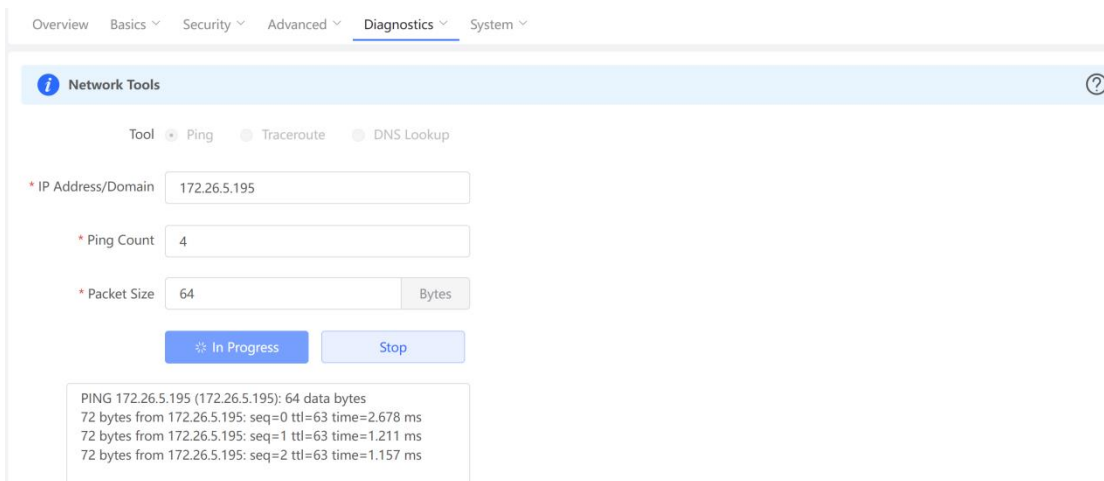 Overview Basics Security Advanced Diagnostics System
i Network Tools ?
Tool Ping Traceroute DNS Lookup
* IP Address/Domain 172.26.5.195
* Ping Count 4
* Packet Size 64 Bytes
In Progress Stop
PING 172.26.5.195 (172.26.5.195): 64 data bytes
72 bytes from 172.26.5.195: seq=0 ttl=63 time=2.678 ms
72 bytes from 172.26.5.195: seq=1 ttl=63 time=1.211 ms
72 bytes from 172.26.5.195: seq=2 ttl=63 time=1.157 ms